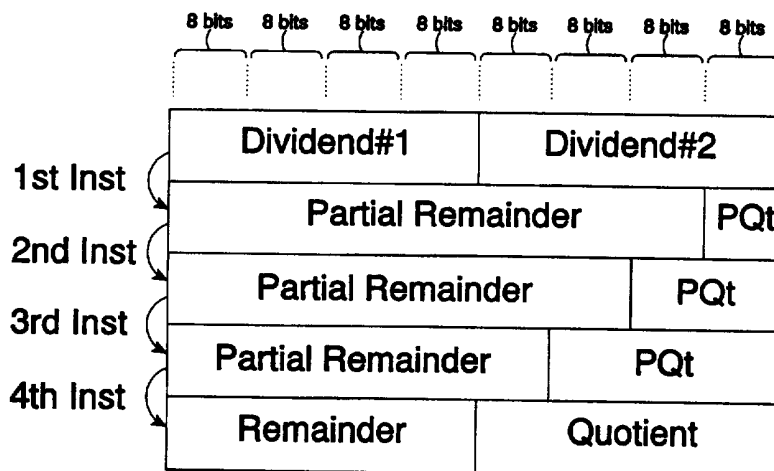 8 bits 8 bits 8 bits 8 bits 8 bits 8 bits 8 bits 8 bits
Dividend#1 Dividend#2
1st Inst
Partial Remainder PQt
2nd Inst
Partial Remainder PQt
3rd Inst
Partial Remainder PQt
4th Inst
Remainder Quotient